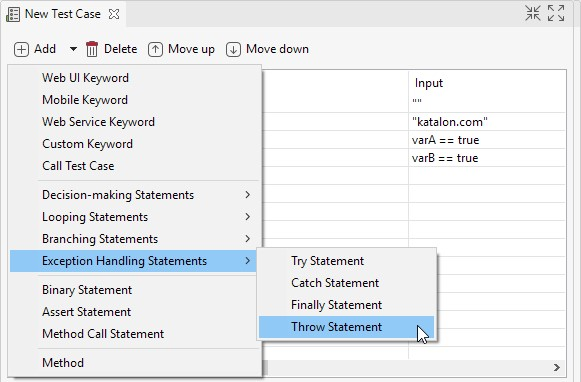 New Test Case
Add Delete Move up Move down
Web UI Keyword
Mobile Keyword
Web Service Keyword
Custom Keyword
Call Test Case
Decision-making Statements
Looping Statements
Branching Statements
Exception Handling Statements
Binary Statement
Assert Statement
Method Call Statement
Method
Try Statement
Catch Statement
Finally Statement
Throw Statement
Input
""
"katalon.com"
varA == true
varB == true